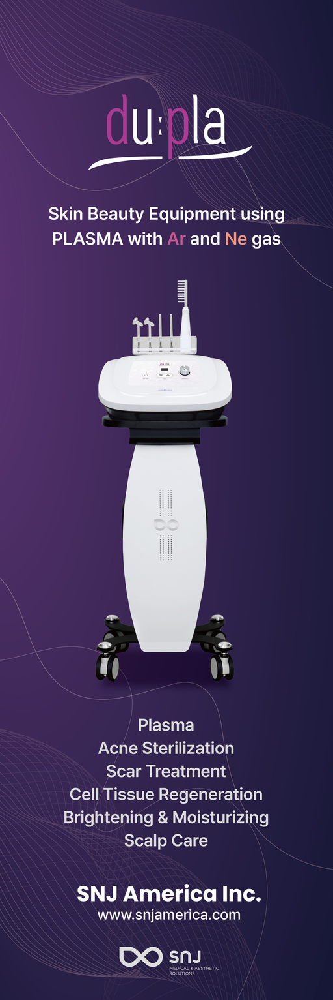 du:pla
Skin Beauty Equipment using
PLASMA with Ar and Ne gas
Plasma
Acne Sterilization
Scar Treatment
Cell Tissue Regeneration
Brightening & Moisturizing
Scalp Care
SNJ America Inc.
www.snjamerica.com
SNJ
MEDICAL & AESTHETIC
SOLUTIONS